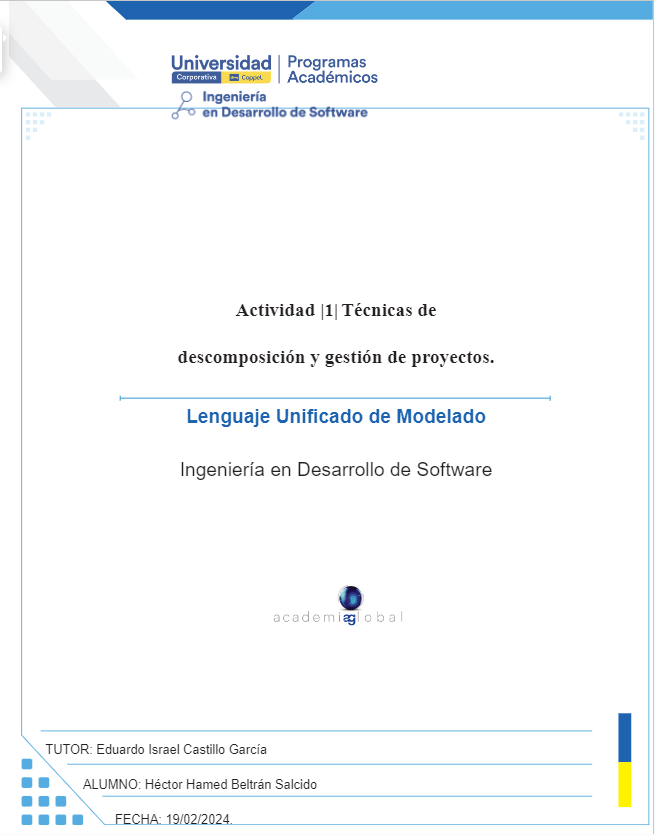 Universidad | Programas
Corporativa Coppel Académicos
Ingeniería
en Desarrollo de Software
Actividad |1| Técnicas de
descomposición y gestión de proyectos.
Lenguaje Unificado de Modelado
Ingeniería en Desarrollo de Software
academiaglobal
TUTOR: Eduardo Israel Castillo García
ALUMNO: Héctor Hamed Beltrán Salcido
FECHA: 19/02/2024.